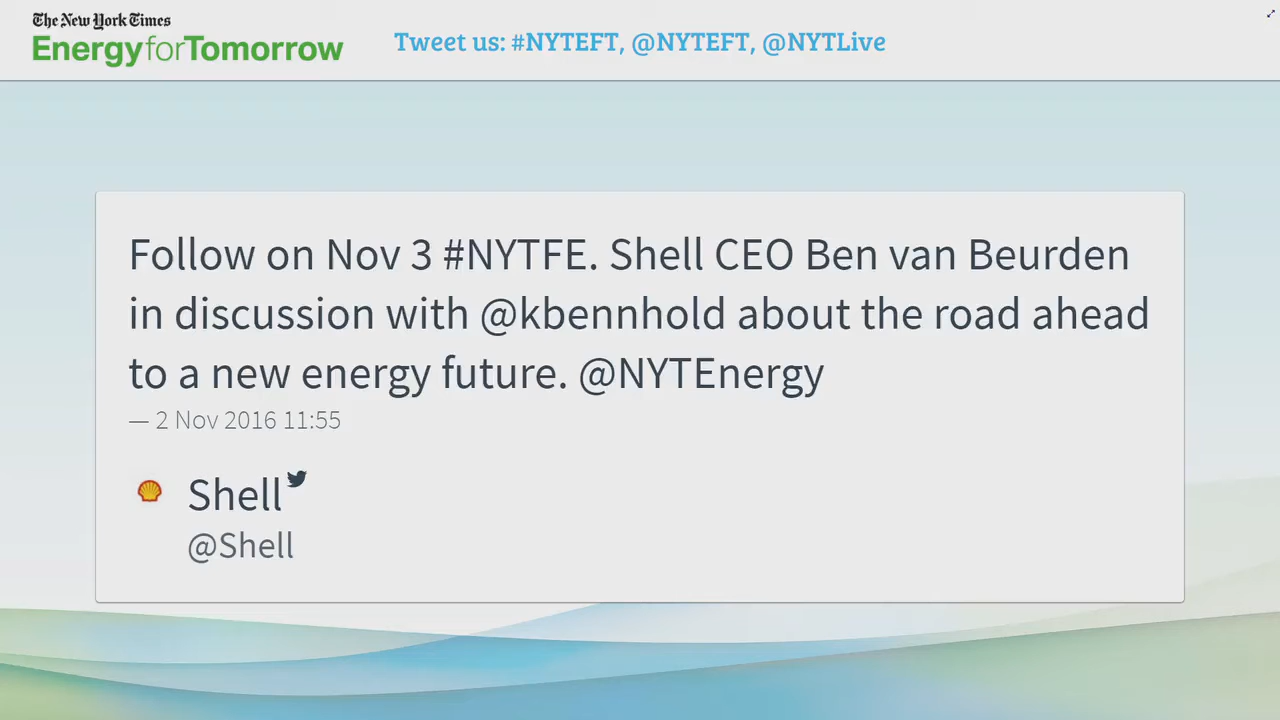 The New York Times
EnergyforTomorrow
Tweet us: #NYTEFT, @NYTEFT, @NYTLive
Follow on Nov 3 #NYTFE. Shell CEO Ben van Beurden
in discussion with @kbennhold about the road ahead
to a new energy future. @NYTEnergy
— 2 Nov 2016 11:55
Shell
@Shell